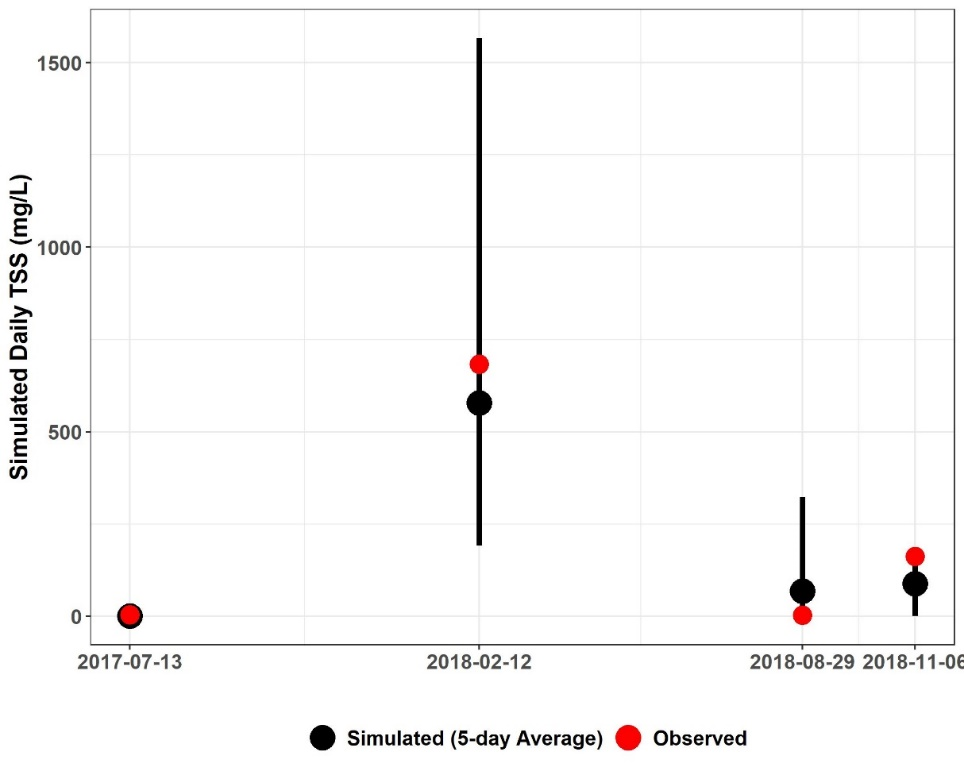 Simulated Daily TSS (mg/L)
1500
1000
500
0
2017-07-13 2018-02-12 2018-08-29 2018-11-06
Simulated (5-day Average) Observed